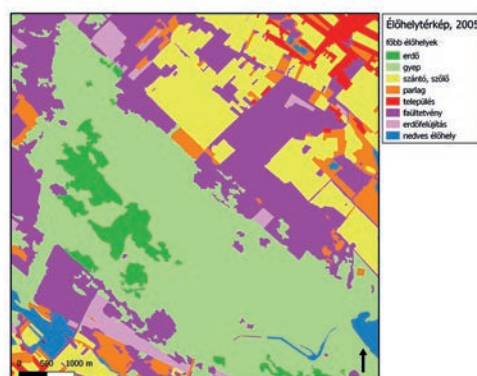 Élőhelytérkép, 2005
főbb élőhelyek
erdő
gyep
szántó, szőlő
parlag
település
faültetvény
erdőfelújítás
nedves élőhely
0 500 1000 m